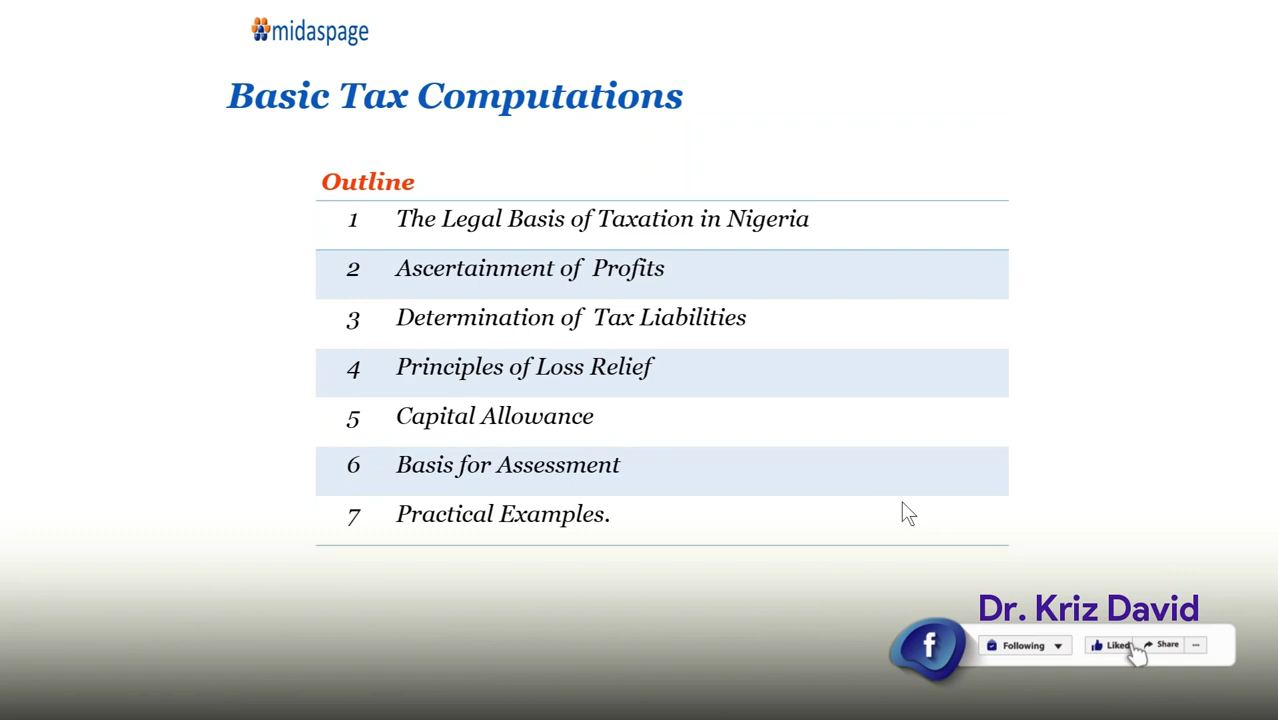 midaspage
Basic Tax Computations
Outline
1 The Legal Basis of Taxation in Nigeria
2 Ascertainment of Profits
3 Determination of Tax Liabilities
4 Principles of Loss Relief
5 Capital Allowance
6 Basis for Assessment
7 Practical Examples.
Dr. Kriz David
f Following Liked Share ...